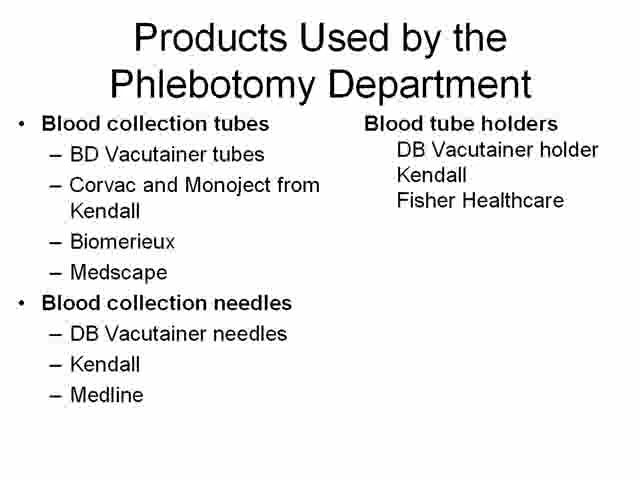 Products Used by the
Phlebotomy Department
• Blood collection tubes
– BD Vacutainer tubes
– Corvac and Monoject from
Kendall
– Biomerieux
– Medscape
• Blood collection needles
– DB Vacutainer needles
– Kendall
– Medline
Blood tube holders
DB Vacutainer holder
Kendall
Fisher Healthcare